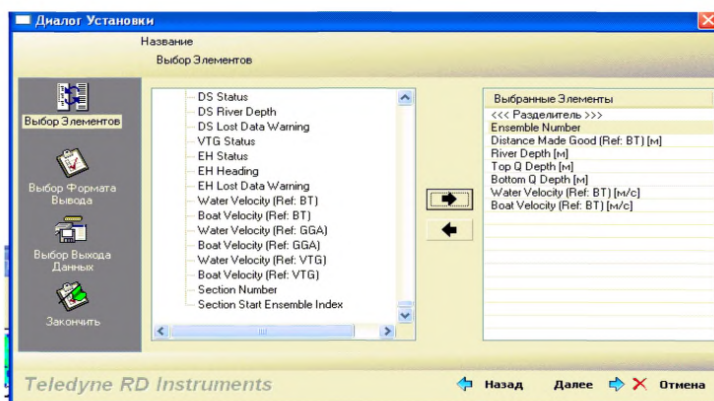 Диалог Установки
Название
Выбор Элементов
Выбор Элементов
Выбор Формата
Вывода
Выбор Выхода
Данных
Закончить
DS Status
DS River Depth
DS Lost Data Warning
VTG Status
EH Status
EH Heading
EH Lost Data Warning
Water Velocity (Ref: BT)
Boat Velocity (Ref: BT)
Water Velocity (Ref: GGA)
Boat Velocity (Ref: GGA)
Water Velocity (Ref: VTG)
Boat Velocity (Ref: VTG)
Section Number
Section Start Ensemble Index
Выбранные Элементы
<<< Разделитель >>>
Ensemble Number
Distance Made Good (Ref: BT) [м]
River Depth [м]
Top Q Depth [м]
Bottom Q Depth [м]
Water Velocity (Ref: BT) [м/с]
Boat Velocity (Ref: BT) [м/с]
Teledyne RD Instruments
Назад
Далее
Отмена